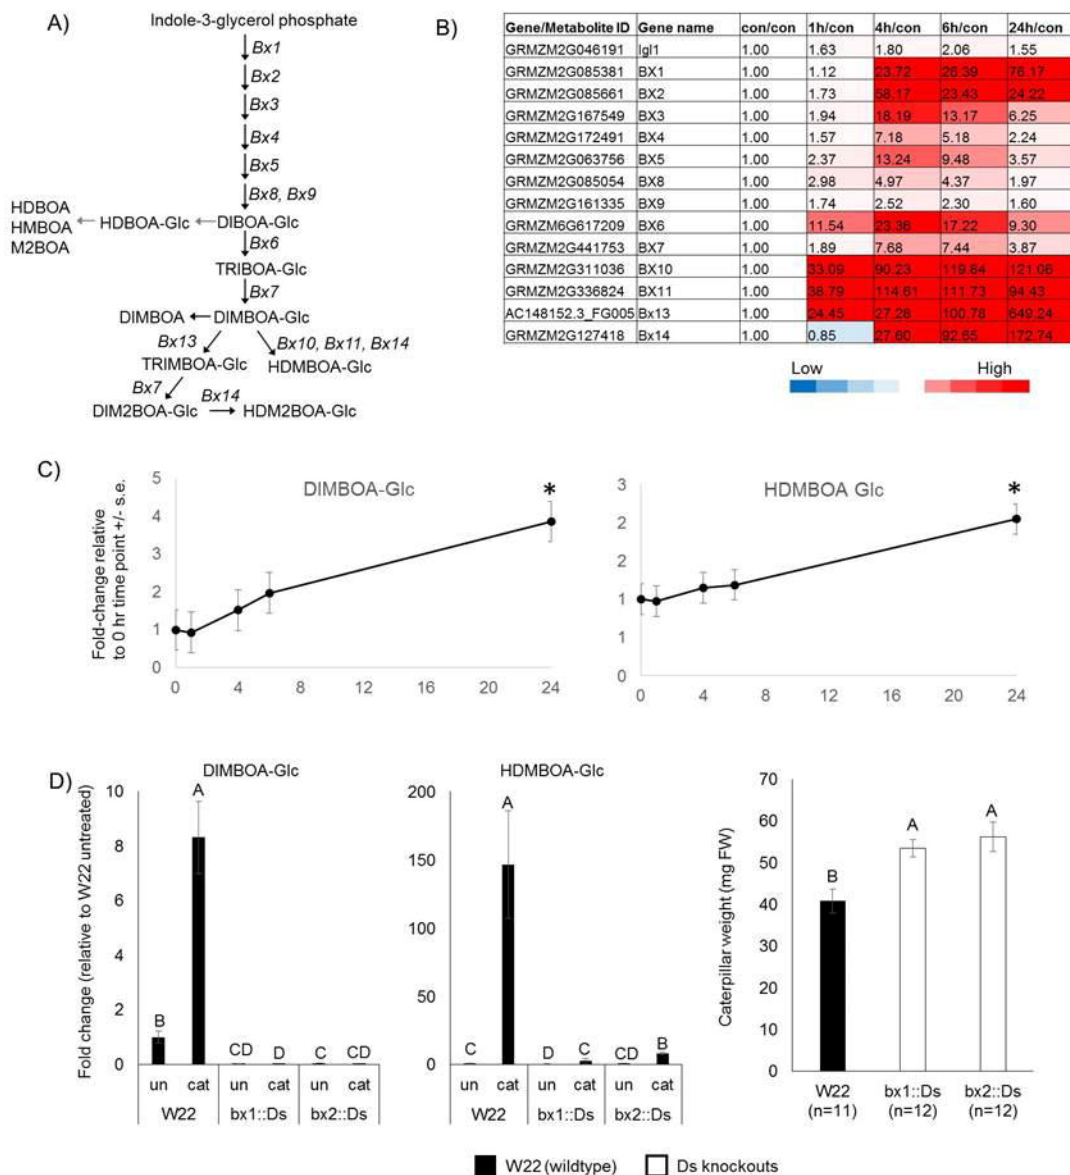 A)
Indole-3-glycerol phosphate
Bx1
Bx2
Bx3
Bx4
Bx5
Bx8, Bx9
HDBOA
HMBOA
M2BOA
HDBOA-Glc
DIBOA-Glc
Bx6
TRIBOA-Glc
Bx7
DIMBOA
DIMBOA-Glc
Bx13
Bx10, Bx11, Bx14
TRIMBOA-Glc
HDMBOA-Glc
Bx7
Bx14
DIM2BOA-Glc
HDM2BOA-Glc
B)
Gene/Metabolite ID Gene name con/con 1h/con 4h/con 6h/con 24h/con
GRMZM2G046191 Igl1 1.00 1.63 1.80 2.06 1.55
GRMZM2G085381 BX1 1.00 1.12 23.72 26.39 76.17
GRMZM2G085661 BX2 1.00 1.73 58.17 23.43 24.22
GRMZM2G167549 BX3 1.00 1.94 18.19 13.17 6.25
GRMZM2G172491 BX4 1.00 1.57 7.18 5.18 2.24
GRMZM2G063756 BX5 1.00 2.37 13.24 9.48 3.57
GRMZM2G085054 BX8 1.00 2.98 4.97 4.37 1.97
GRMZM2G161335 BX9 1.00 1.74 2.52 2.30 1.60
GRMZM6G617209 BX6 1.00 11.54 23.36 17.22 9.30
GRMZM2G441753 BX7 1.00 1.89 7.68 7.44 3.87
GRMZM2G311036 BX10 1.00 33.09 90.23 119.64 121.06
GRMZM2G336824 BX11 1.00 38.79 114.61 111.73 94.43
AC148152.3_FG005 Bx13 1.00 24.45 27.28 100.78 649.24
GRMZM2G127418 Bx14 1.00 0.85 27.60 92.65 172.74
Low High
C)
Fold-change relative
to 0 hr time point +/- s.e.
DIMBOA-Glc
*
5
4
3
2
1
0
0 4 8 12 16 20 24
HDMBOA Glc
*
3
2
2
1
1
0
0 4 8 12 16 20 24
D)
Fold change (relative to W22 untreated)
DIMBOA-Glc
10
8
6
4
2
0
B A CD D C CD
un cat un cat un cat
W22 bx1::Ds bx2::Ds
HDMBOA-Glc
200
150
100
50
0
C A D C CD B
un cat un cat un cat
W22 bx1::Ds bx2::Ds
Caterpillar weight (mg FW)
70
60
50
40
30
20
10
0
B A A
W22 bx1::Ds bx2::Ds
(n=11) (n=12) (n=12)
W22 (wildtype) Ds knockouts